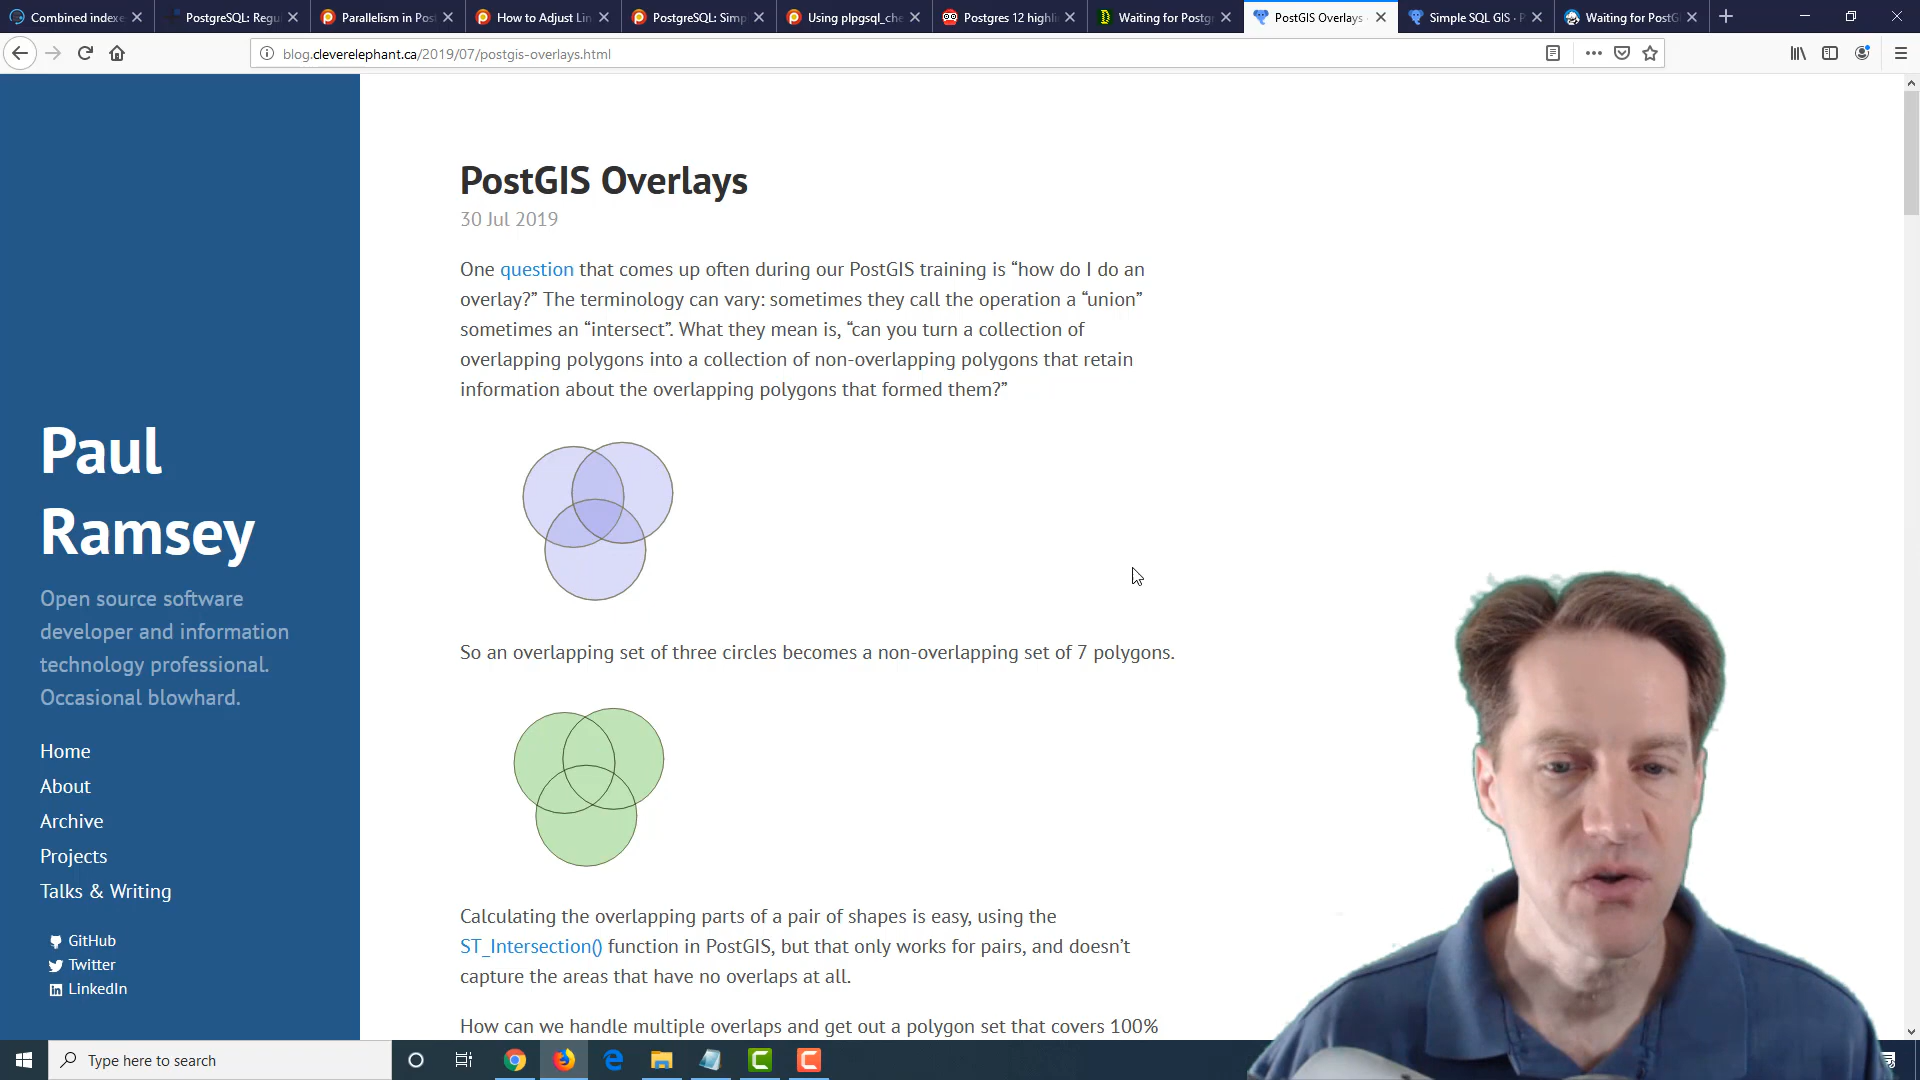 Combined indexe
PostgreSQL: Regu
Parallelism in Pos
How to Adjust Lin
PostgreSQL: Simp
Using plpgsql_che
Postgres 12 highli
Waiting for Postgr
PostGIS Overlays
Simple SQL GIS · P
Waiting for PostG
blog.cleverelephant.ca/2019/07/postgis-overlays.html
PostGIS Overlays
30 Jul 2019
One question that comes up often during our PostGIS training is “how do I do an
overlay?” The terminology can vary: sometimes they call the operation a “union”
sometimes an “intersect”. What they mean is, “can you turn a collection of
overlapping polygons into a collection of non-overlapping polygons that retain
information about the overlapping polygons that formed them?”
So an overlapping set of three circles becomes a non-overlapping set of 7 polygons.
Calculating the overlapping parts of a pair of shapes is easy, using the
ST_Intersection() function in PostGIS, but that only works for pairs, and doesn’t
capture the areas that have no overlaps at all.
How can we handle multiple overlaps and get out a polygon set that covers 100%
Paul
Ramsey
Open source software
developer and information
technology professional.
Occasional blowhard.
Home
About
Archive
Projects
Talks & Writing
GitHub
Twitter
LinkedIn
Type here to search